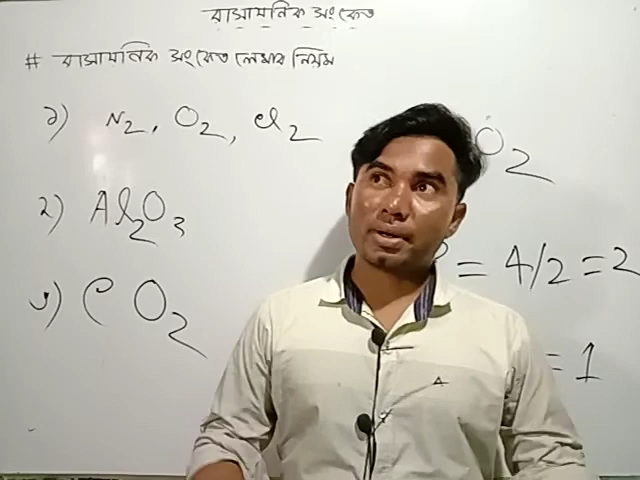 রাসায়নিক সংকেত
# রাসায়নিক সংকেত লেখার নিয়ম
১) N2, O2, Cl2
২) Al2O3
৩) CO2
O2
= 4/2 = 2
= 1